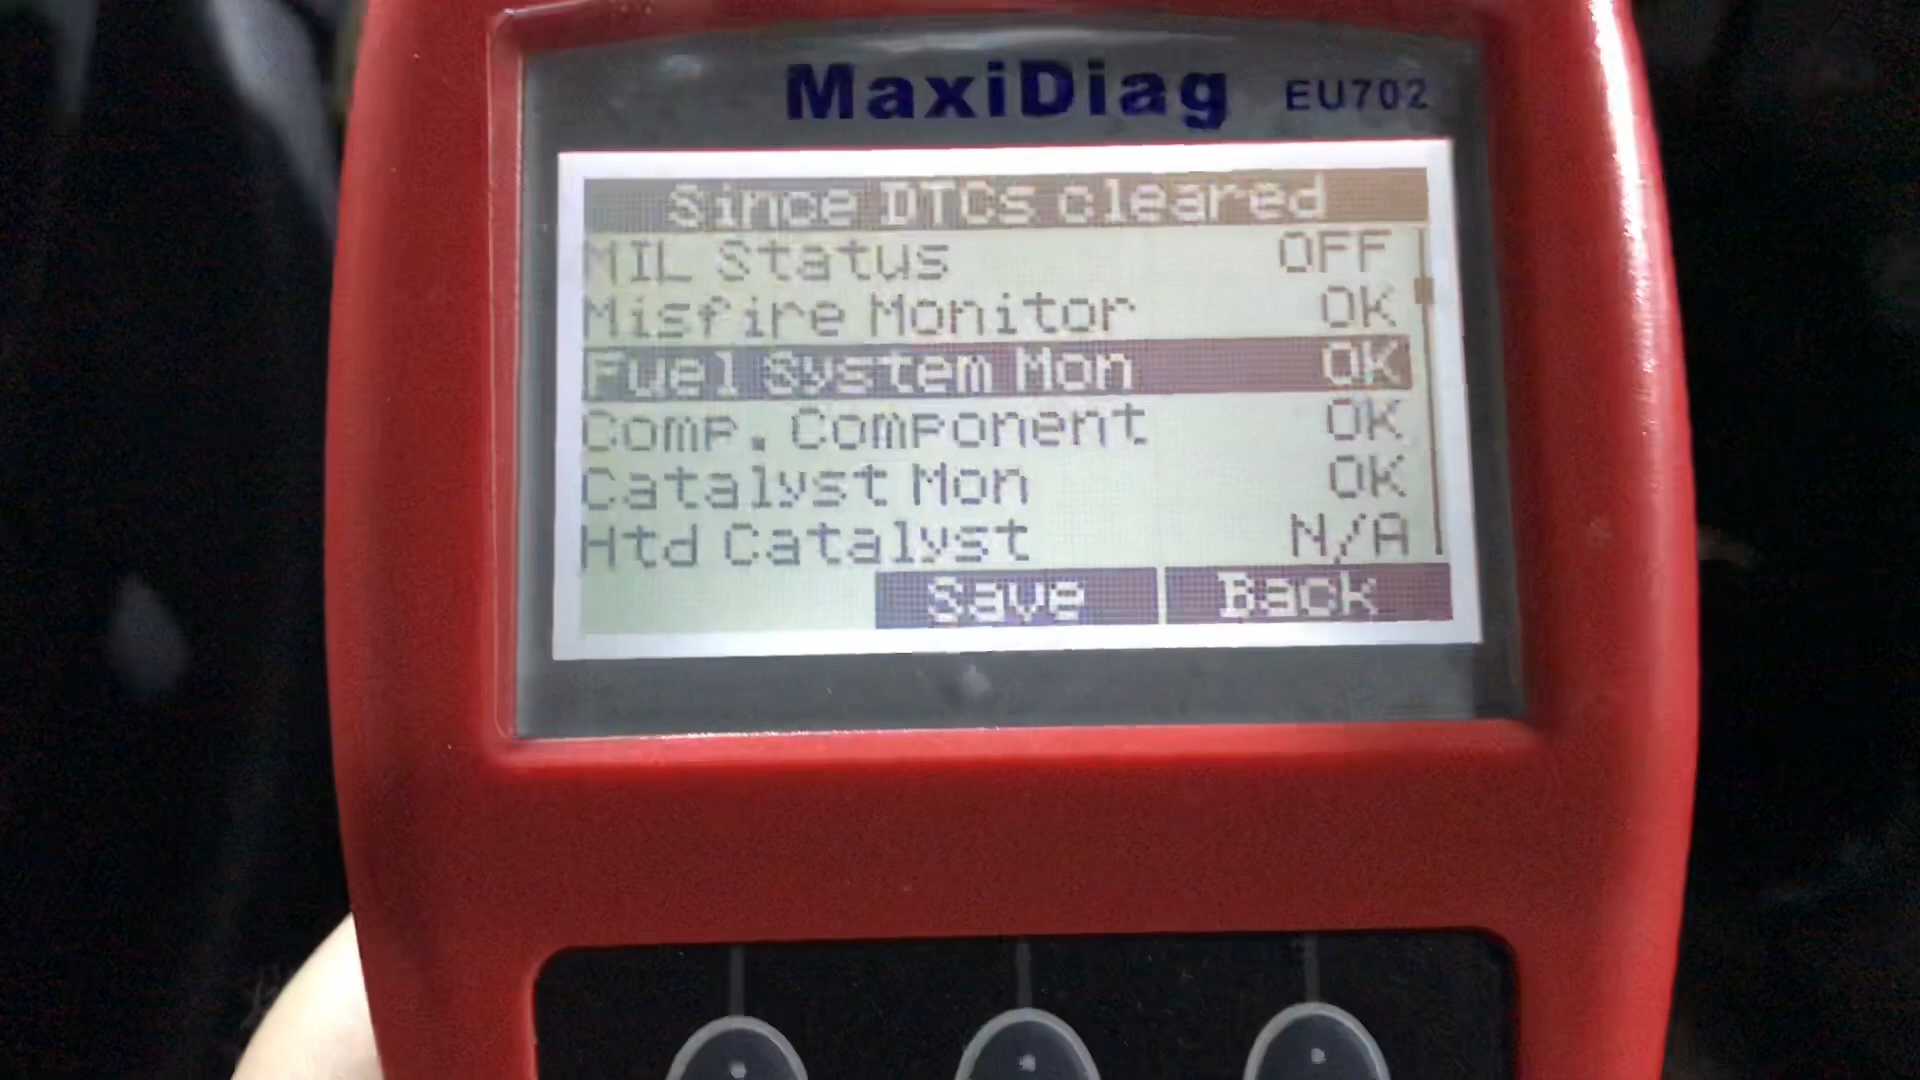 MaxiDiag EU702
Since DTCs cleared
MIL Status OFF
Misfire Monitor OK
Fuel System Mon OK
Comp. Component OK
Catalyst Mon OK
Htd Catalyst N/A
Save Back